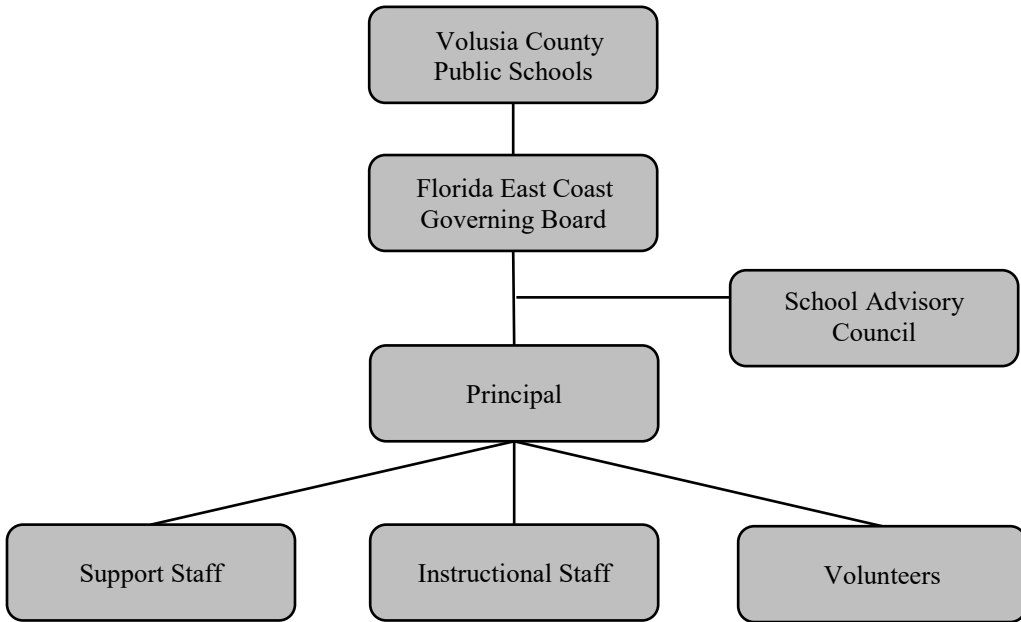 Volusia County
Public Schools
Florida East Coast
Governing Board
School Advisory
Council
Principal
Support Staff
Instructional Staff
Volunteers